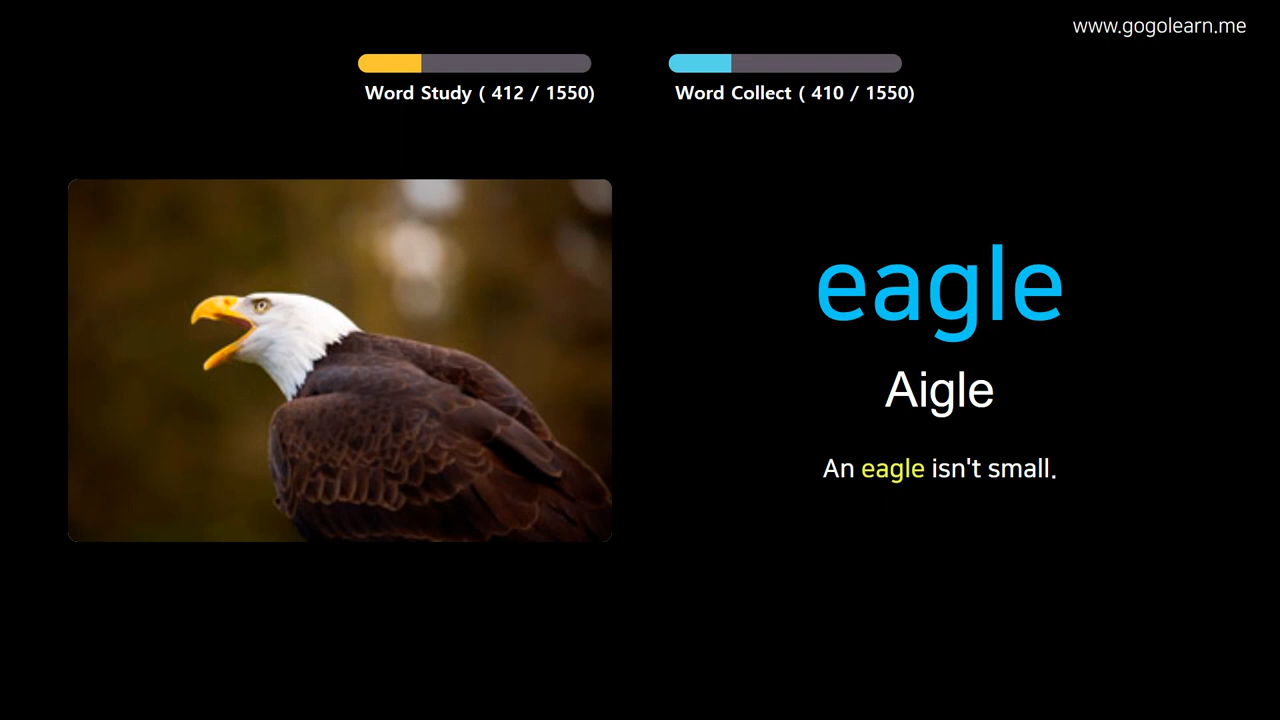 www.gogolearn.me
Word Study ( 412 / 1550)
Word Collect ( 410 / 1550)
eagle
Aigle
An eagle isn't small.